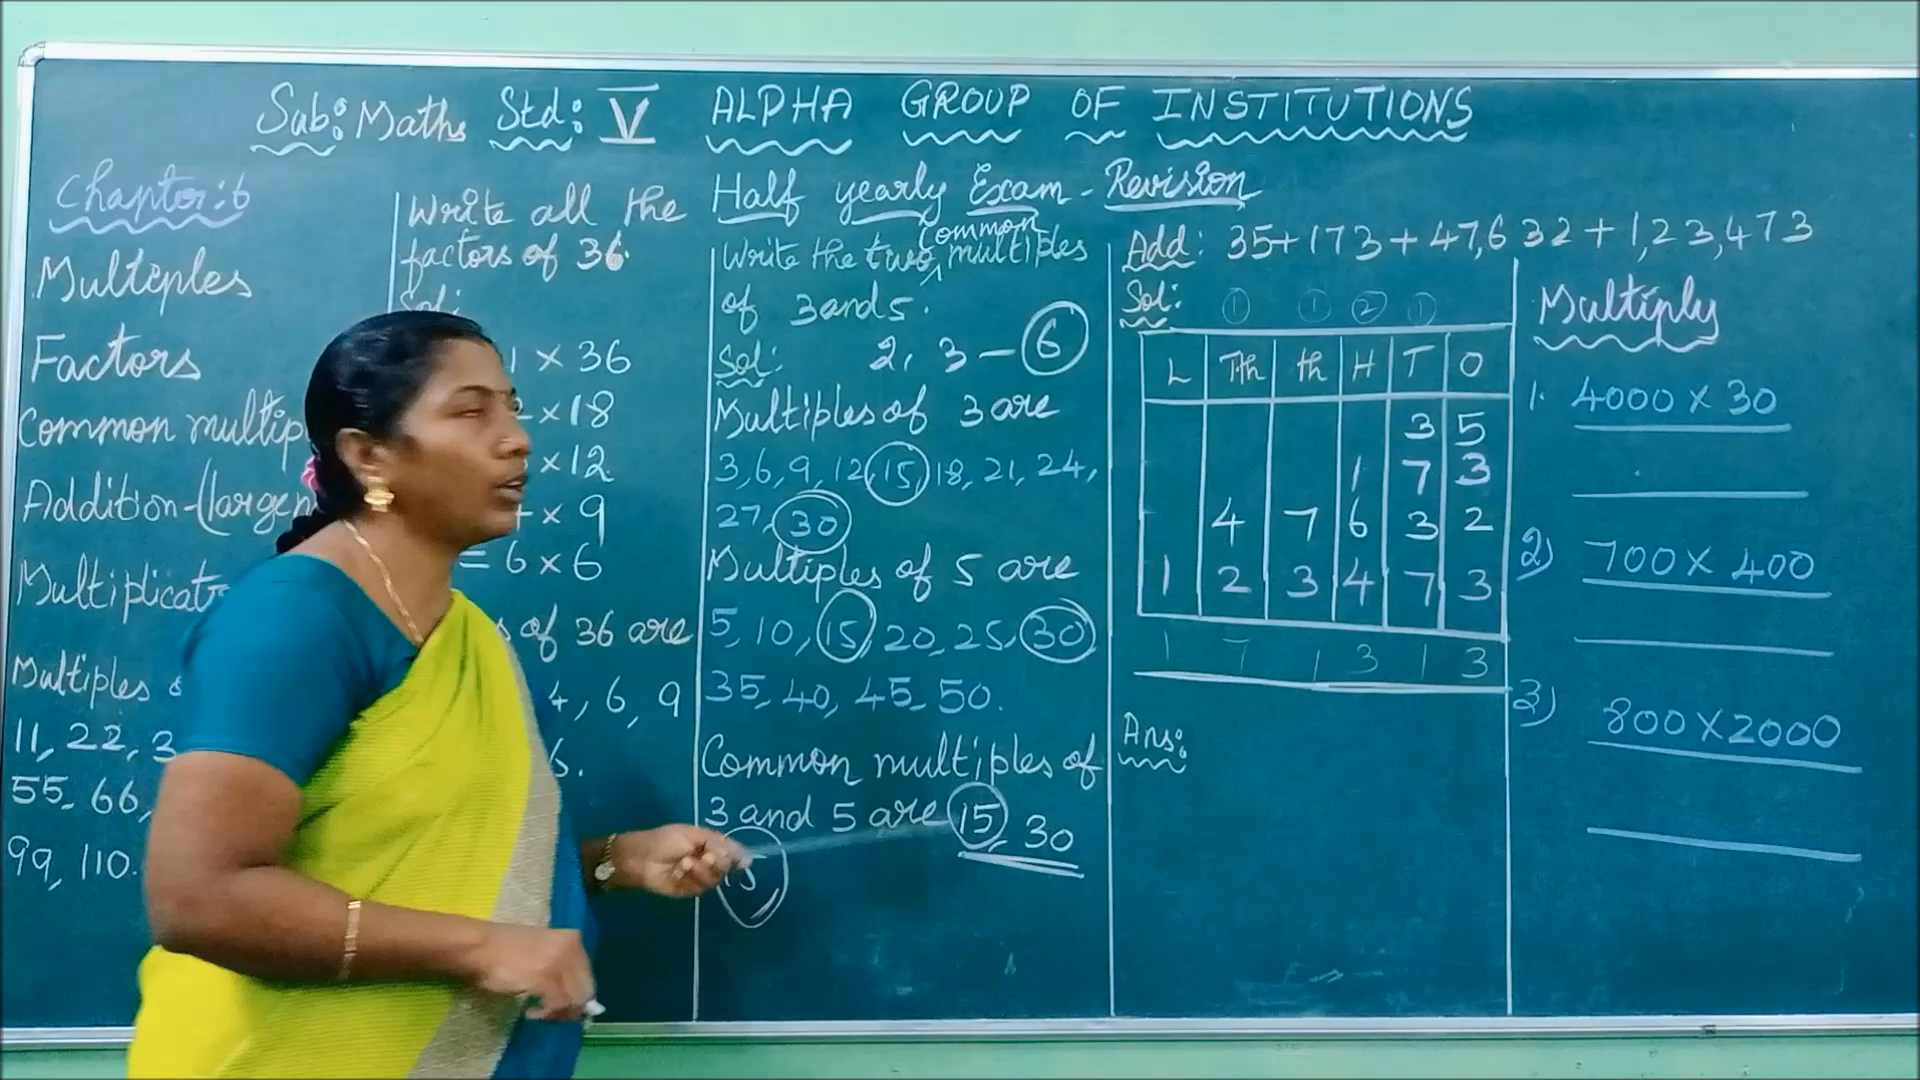 Sub: Maths Std: V ALPHA GROUP OF INSTITUTIONS
Half yearly Exam - Revision
Chapter: 6
Multiples
Factors
Common
Addition-
Multiples
11, 22, 3
55, 66,
99, 110.
Write all the
factors of 36.
Sol:
1 × 36
×18
×12
× 9
= 6 × 6
of 36 are
4, 6, 9
Common
Write the two multiples
of 3 and 5.
Sol: 2, 3 - 6
Multiples of 3 are
3, 6, 9, 12, 15, 18, 21, 24,
27, 30
Multiples of 5 are
5, 10, 15, 20, 25, 30
35, 40, 45, 50.
Common multiples of
3 and 5 are 15, 30
15
Add: 35+173+47,632+1,23,473
Sol: 1 1 2 1
L Tth th H T O
3 5
1 7 3
4 7 6 3 2
1 2 3 4 7 3
1 7 1 3 1 3
Ans:
Multiply
1. 4000 × 30
2) 700 × 400
3) 800 × 2000